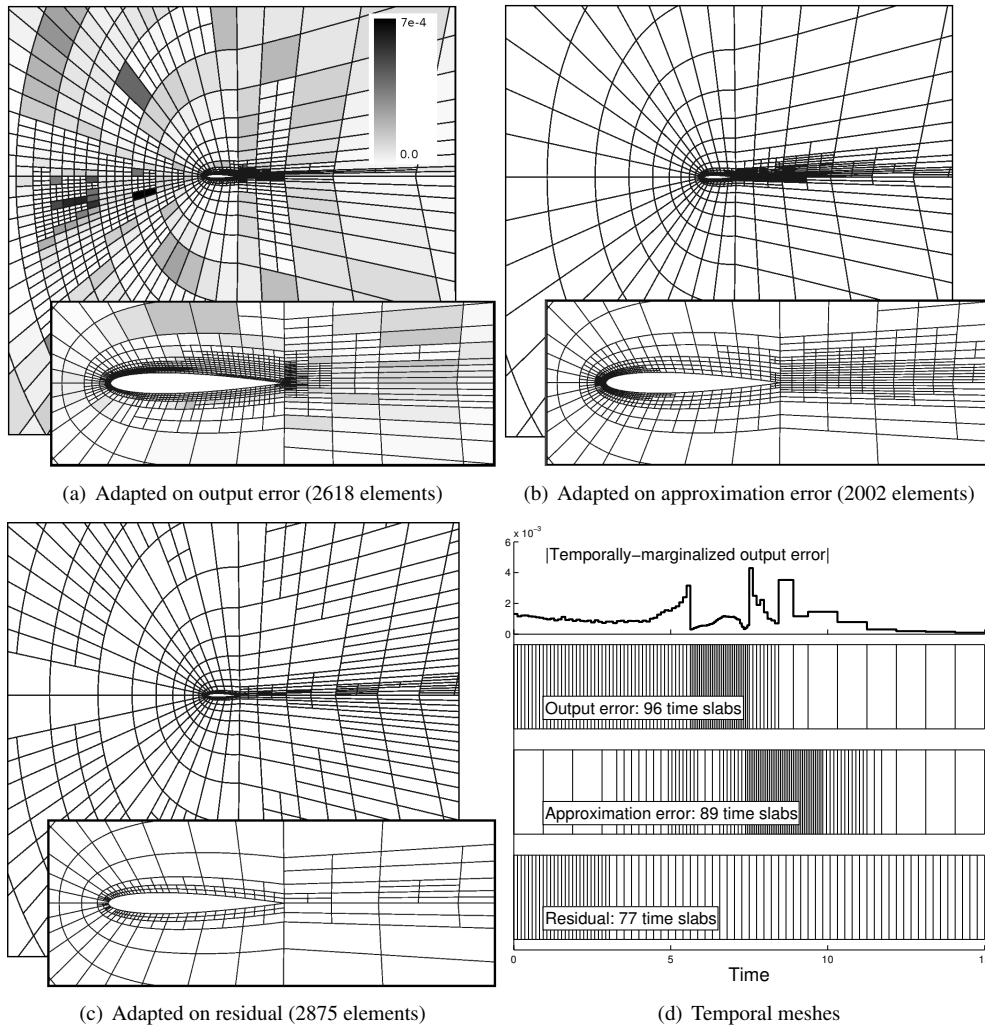 7e-4
0.0
(a) Adapted on output error (2618 elements)
(b) Adapted on approximation error (2002 elements)
(c) Adapted on residual (2875 elements)
x 10⁻³
6
4
2
0
|Temporally−marginalized output error|
Output error: 96 time slabs
Approximation error: 89 time slabs
Residual: 77 time slabs
0 5 10 15
Time
(d) Temporal meshes